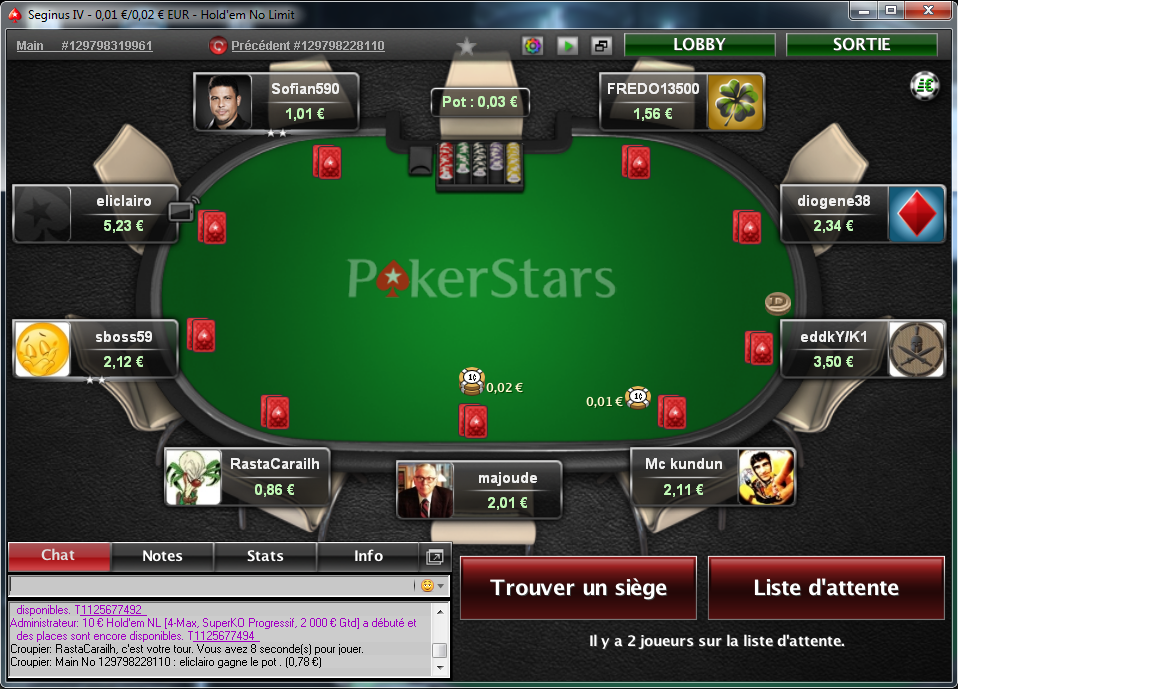 Seginus IV - 0,01 €/0,02 € EUR - Hold'em No Limit
Main #129798319961
Précédent #129798228110
LOBBY
SORTIE
Sofian590
1,01 €
Pot : 0,03 €
FREDO13500
1,56 €
eliclairo
5,23 €
diogene38
2,34 €
PokerStars
D
sboss59
2,12 €
eddkY/K1
3,50 €
1¢
0,02 €
0,01 €
1¢
RastaCarailh
0,86 €
majoude
2,01 €
Mc kundun
2,11 €
Chat
Notes
Stats
Info
Trouver un siège
Liste d'attente
Il y a 2 joueurs sur la liste d'attente.
disponibles. T1125677492
Administrateur: 10 € Hold'em NL [4-Max, SuperKO Progressif, 2 000 € Gtd] a débuté et
des places sont encore disponibles. T1125677494
Croupier: RastaCarailh, c'est votre tour. Vous avez 8 seconde(s) pour jouer.
Croupier: Main No 129798228110 : eliclairo gagne le pot . (0,78 €)